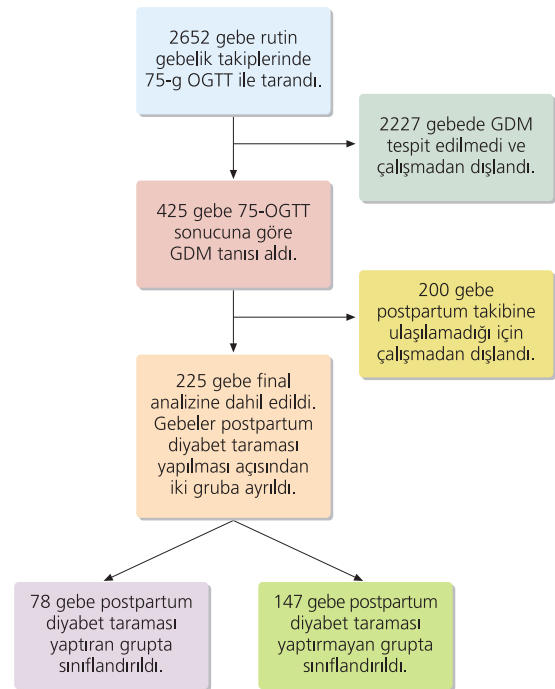 2652 gebe rutin
gebelik takiplerinde
75-g OGTT ile tarandı.
2227 gebede GDM
tespit edilmedi ve
çalışmadan dışlandı.
425 gebe 75-OGTT
sonucuna göre
GDM tanısı aldı.
200 gebe
postpartum takibine
ulaşılamadığı için
çalışmadan dışlandı.
225 gebe final
analizine dahil edildi.
Gebeler postpartum
diyabet taraması
yapılması açısından
iki gruba ayrıldı.
78 gebe postpartum
diyabet taraması
yaptıran grupta
sınıflandırıldı.
147 gebe postpartum
diyabet taraması
yaptırmayan grupta
sınıflandırıldı.